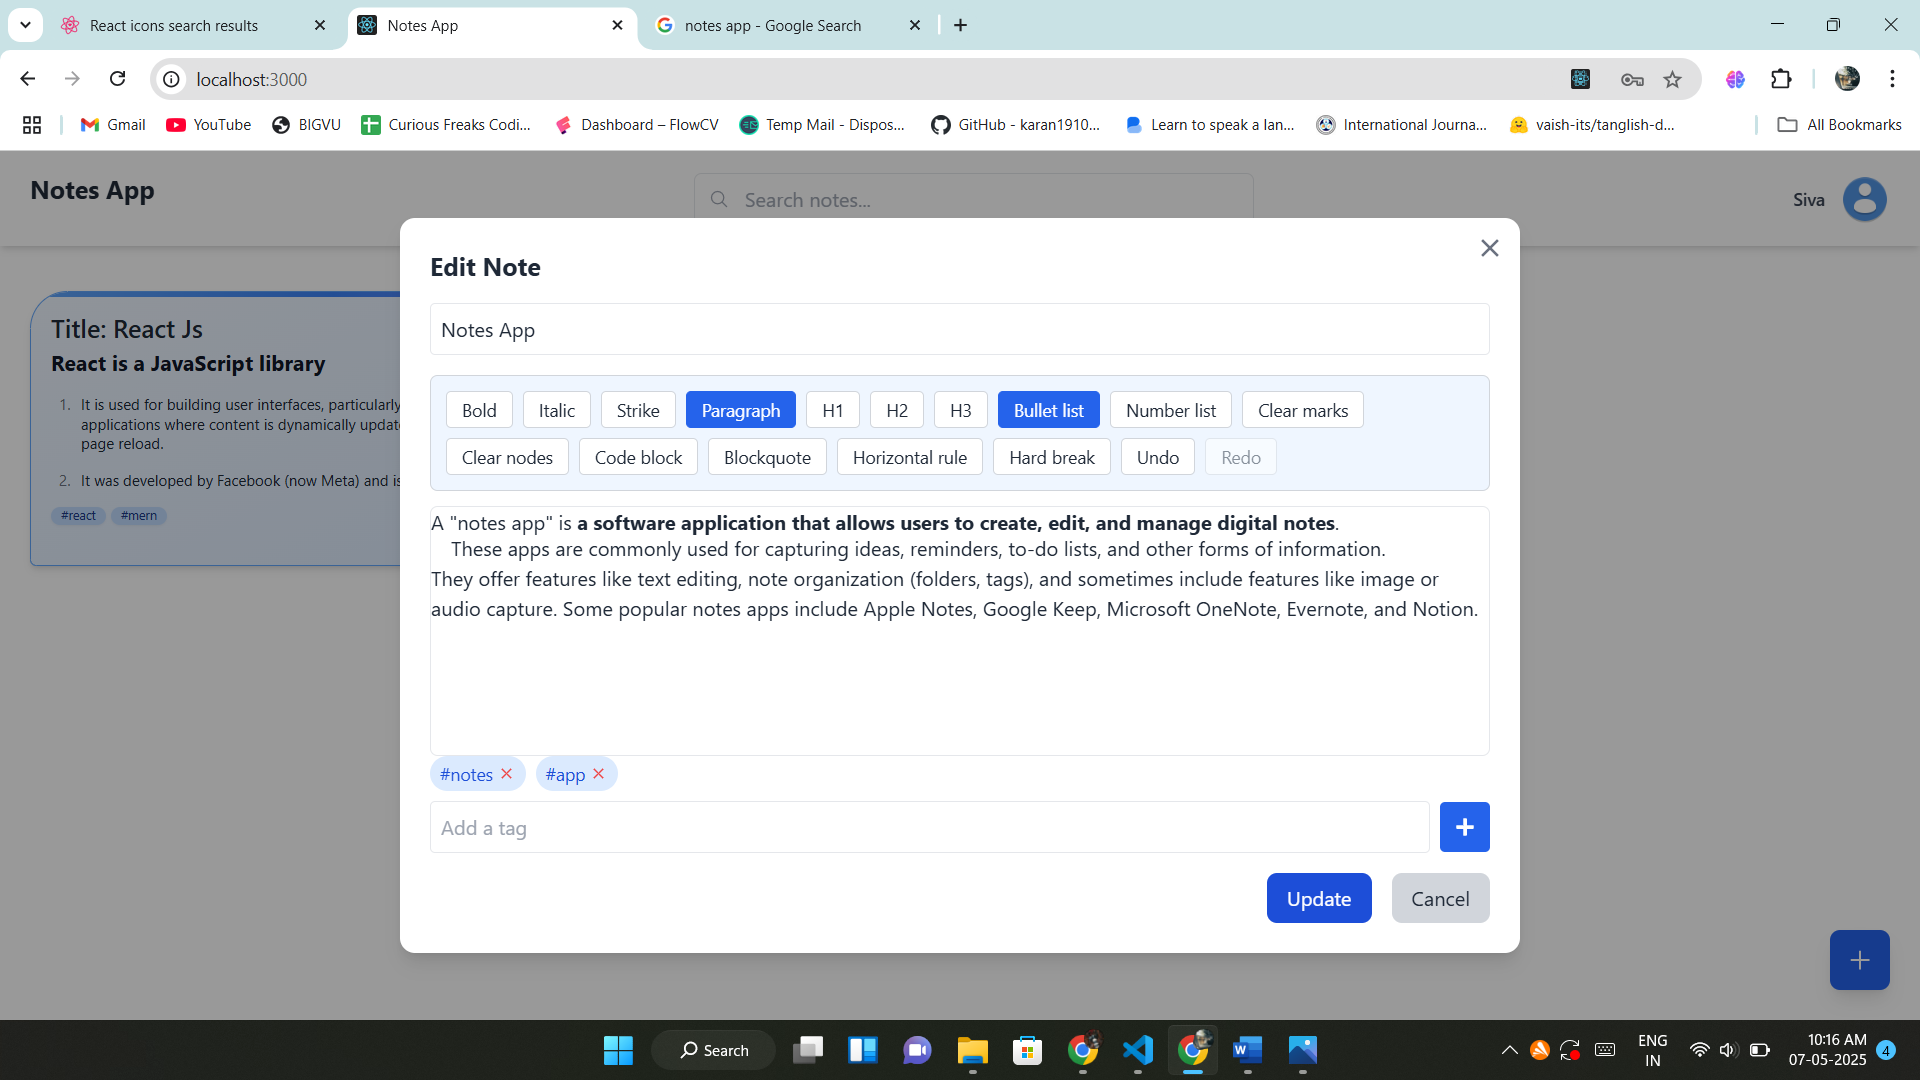 React icons search results
Notes App
notes app - Google Search
localhost:3000
Gmail
YouTube
BIGVU
Curious Freaks Codi...
Dashboard – FlowCV
Temp Mail - Dispos...
GitHub - karan1910...
Learn to speak a lan...
International Journa...
vaish-its/tanglish-d...
All Bookmarks
Notes App
Search notes...
Siva
Title: React Js
React is a JavaScript library
1. It is used for building user interfaces, particularly
applications where content is dynamically update
page reload.
2. It was developed by Facebook (now Meta) and is
#react #mern
Edit Note
Notes App
Bold Italic Strike Paragraph H1 H2 H3 Bullet list Number list Clear marks
Clear nodes Code block Blockquote Horizontal rule Hard break Undo Redo
A "notes app" is a software application that allows users to create, edit, and manage digital notes.
These apps are commonly used for capturing ideas, reminders, to-do lists, and other forms of information.
They offer features like text editing, note organization (folders, tags), and sometimes include features like image or
audio capture. Some popular notes apps include Apple Notes, Google Keep, Microsoft OneNote, Evernote, and Notion.
#notes #app
Add a tag
Update Cancel
Search
ENG
IN
10:16 AM
07-05-2025
4